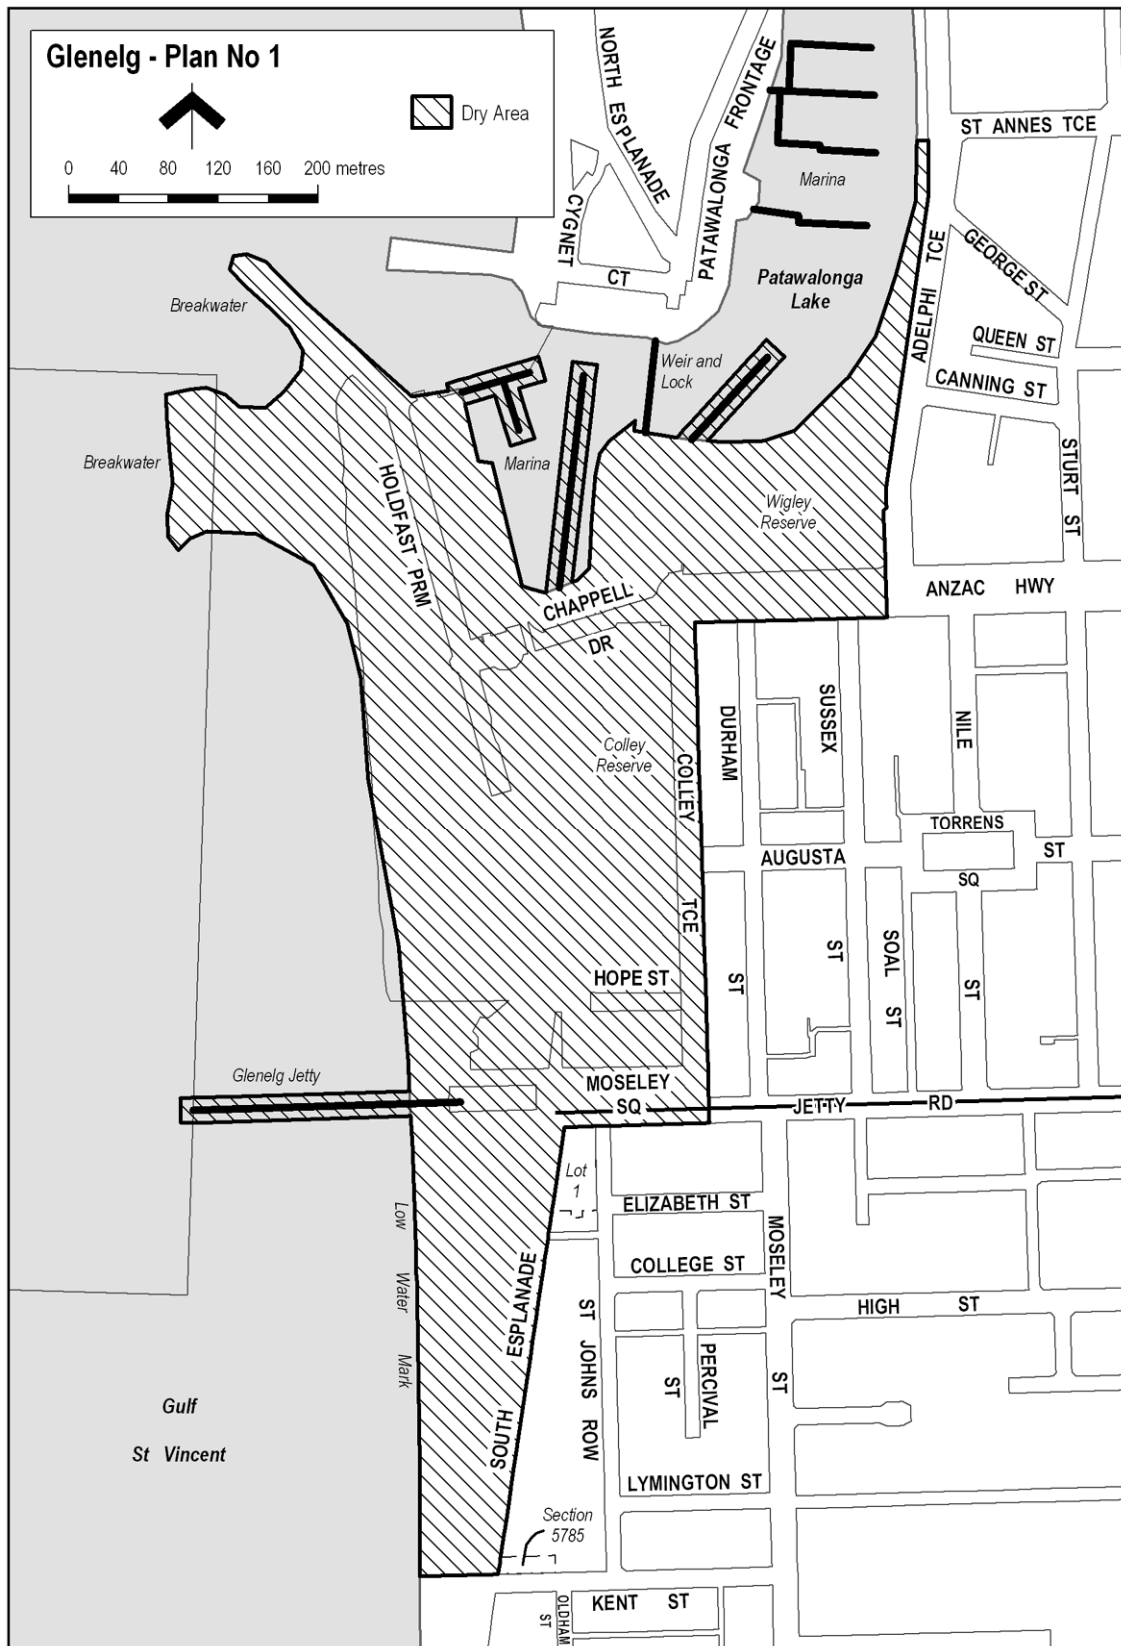 Glenelg - Plan No 1
Dry Area
0 40 80 120 160 200 metres
NORTH ESPLANADE
PATAWALONGA FRONTAGE
ST ANNES TCE
Marina
CYGNET
CT
GEORGE ST
ADELPHI TCE
Patawalonga
Lake
Breakwater
QUEEN ST
Weir and
Lock
CANNING ST
Breakwater
Marina
STURT ST
HOLDFAST PRM
Wigley
Reserve
CHAPPELL
DR
ANZAC HWY
DURHAM
SUSSEX
NILE
Colley
Reserve
COLLEY
TORRENS
AUGUSTA
ST
SQ
TCE
ST
SOAL ST
HOPE ST
ST
ST
Glenelg Jetty
MOSELEY
SQ
JETTY RD
Lot
1
ELIZABETH ST
Low Water Mark
MOSELEY
COLLEGE ST
SOUTH ESPLANADE
ST JOHNS ROW
HIGH ST
PERCIVAL
ST
ST
Gulf
St Vincent
LYMINGTON ST
Section
5785
KENT ST
OLDHAM
ST